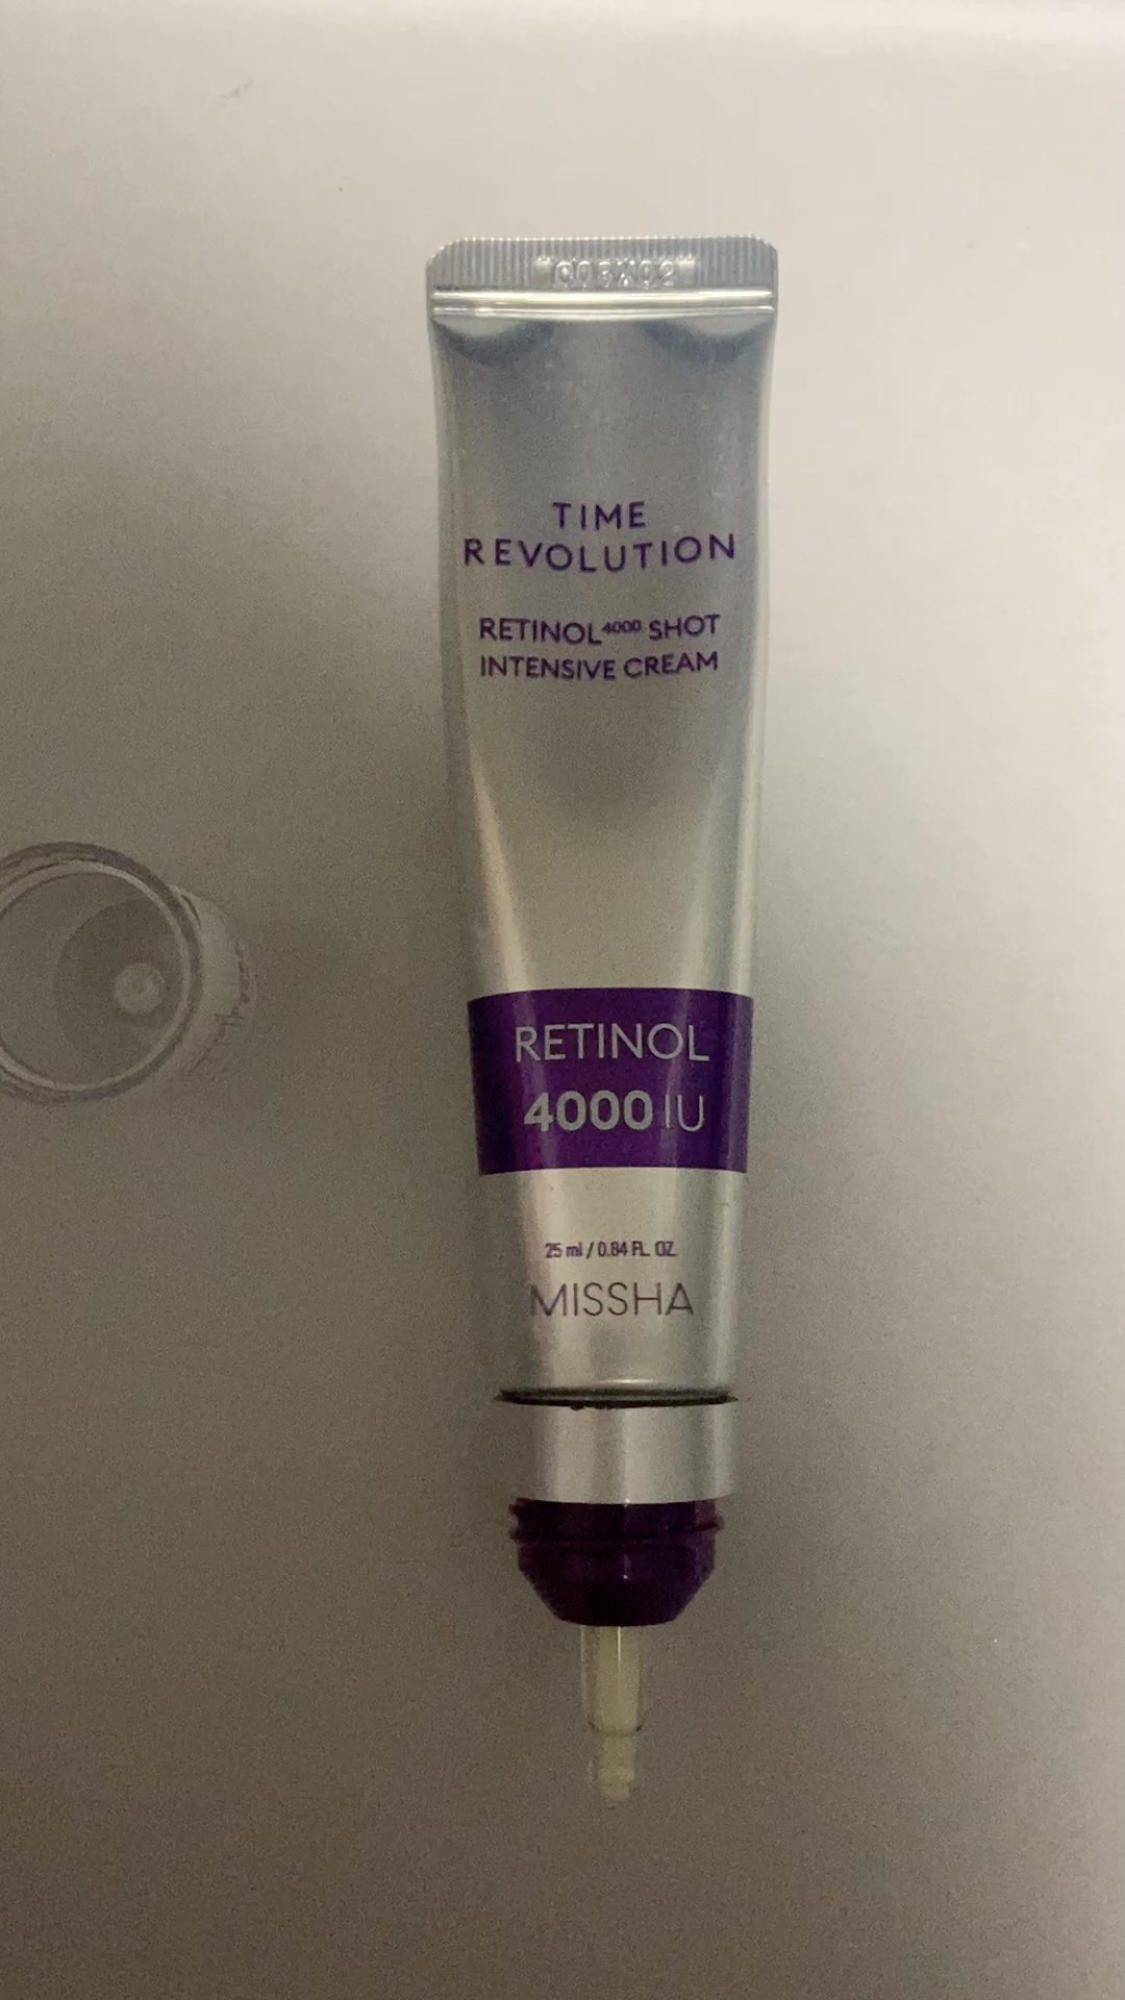 TIME
REVOLUTION
RETINOL⁴⁰⁰⁰ SHOT
INTENSIVE CREAM
RETINOL
4000 IU
25 ml / 0.84 FL. OZ.
MISSHA